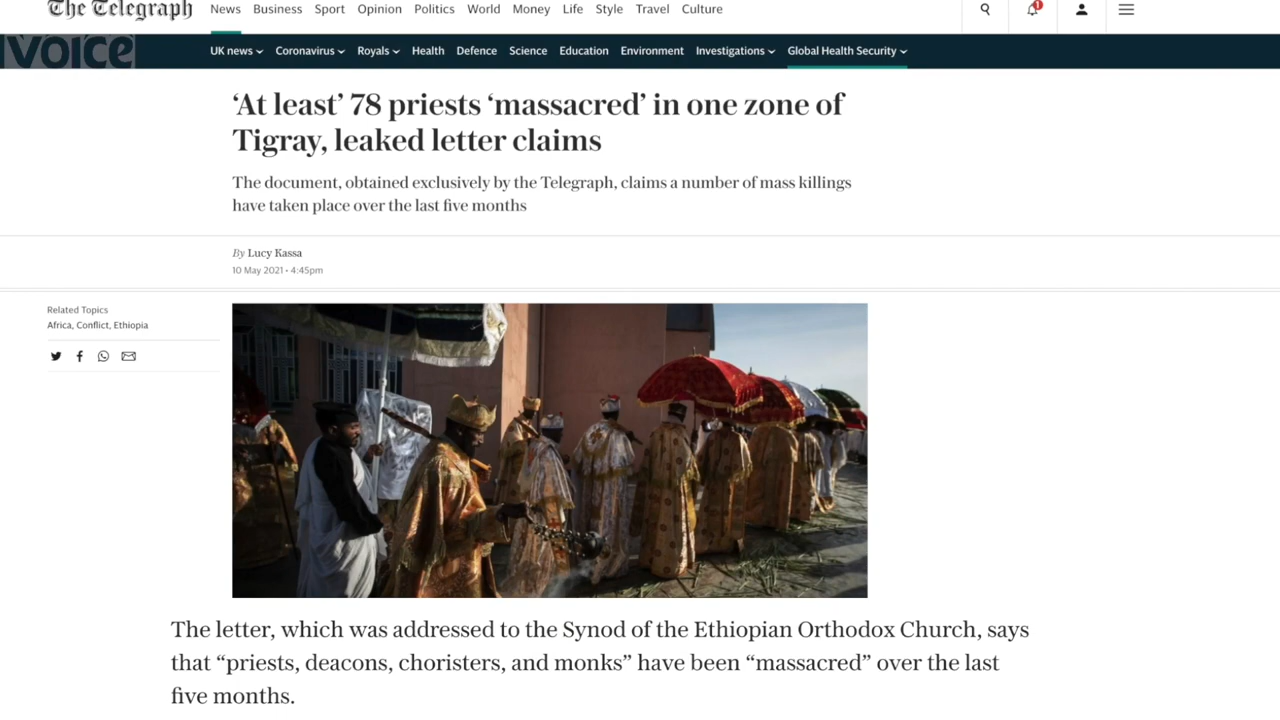 The Telegraph
News Business Sport Opinion Politics World Money Life Style Travel Culture
1
VOICE
UK news Coronavirus Royals Health Defence Science Education Environment Investigations Global Health Security
‘At least’ 78 priests ‘massacred’ in one zone of
Tigray, leaked letter claims
The document, obtained exclusively by the Telegraph, claims a number of mass killings
have taken place over the last five months
By Lucy Kassa
10 May 2021 • 4:45pm
Related Topics
Africa, Conflict, Ethiopia
The letter, which was addressed to the Synod of the Ethiopian Orthodox Church, says
that “priests, deacons, choristers, and monks” have been “massacred” over the last
five months.